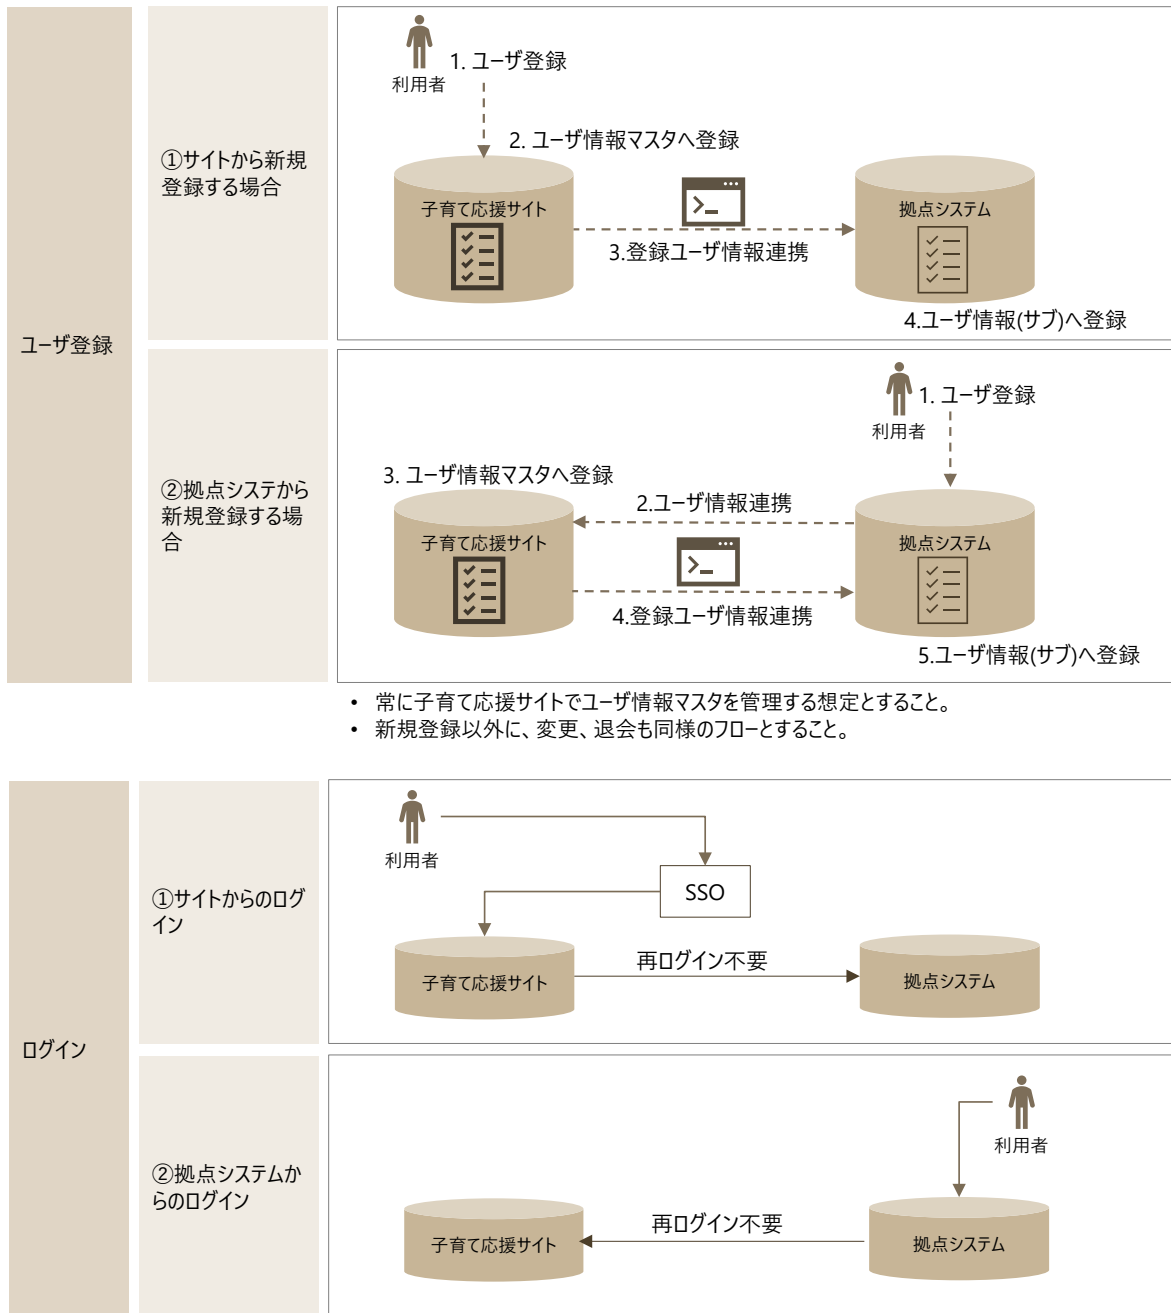 ユーザ登録
①サイトから新規
登録する場合
利用者
1. ユーザ登録
2. ユーザ情報マスタへ登録
子育て応援サイト
3.登録ユーザ情報連携
拠点システム
4.ユーザ情報(サブ)へ登録
②拠点システから
新規登録する場
合
利用者
1. ユーザ登録
3. ユーザ情報マスタへ登録
2.ユーザ情報連携
子育て応援サイト
拠点システム
4.登録ユーザ情報連携
5.ユーザ情報(サブ)へ登録
• 常に子育て応援サイトでユーザ情報マスタを管理する想定とすること。
• 新規登録以外に、変更、退会も同様のフローとすること。
ログイン
①サイトからのログ
イン
利用者
SSO
子育て応援サイト
再ログイン不要
拠点システム
②拠点システムか
らのログイン
利用者
子育て応援サイト
再ログイン不要
拠点システム